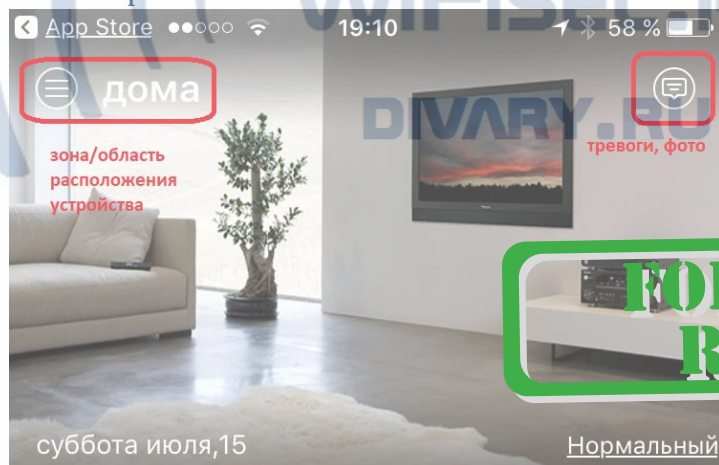 App Store 19:10 58 %
дома
DIVARY.RU
тревоги, фото
зона/область
расположения
устройства
суббота июля,15 Нормальный